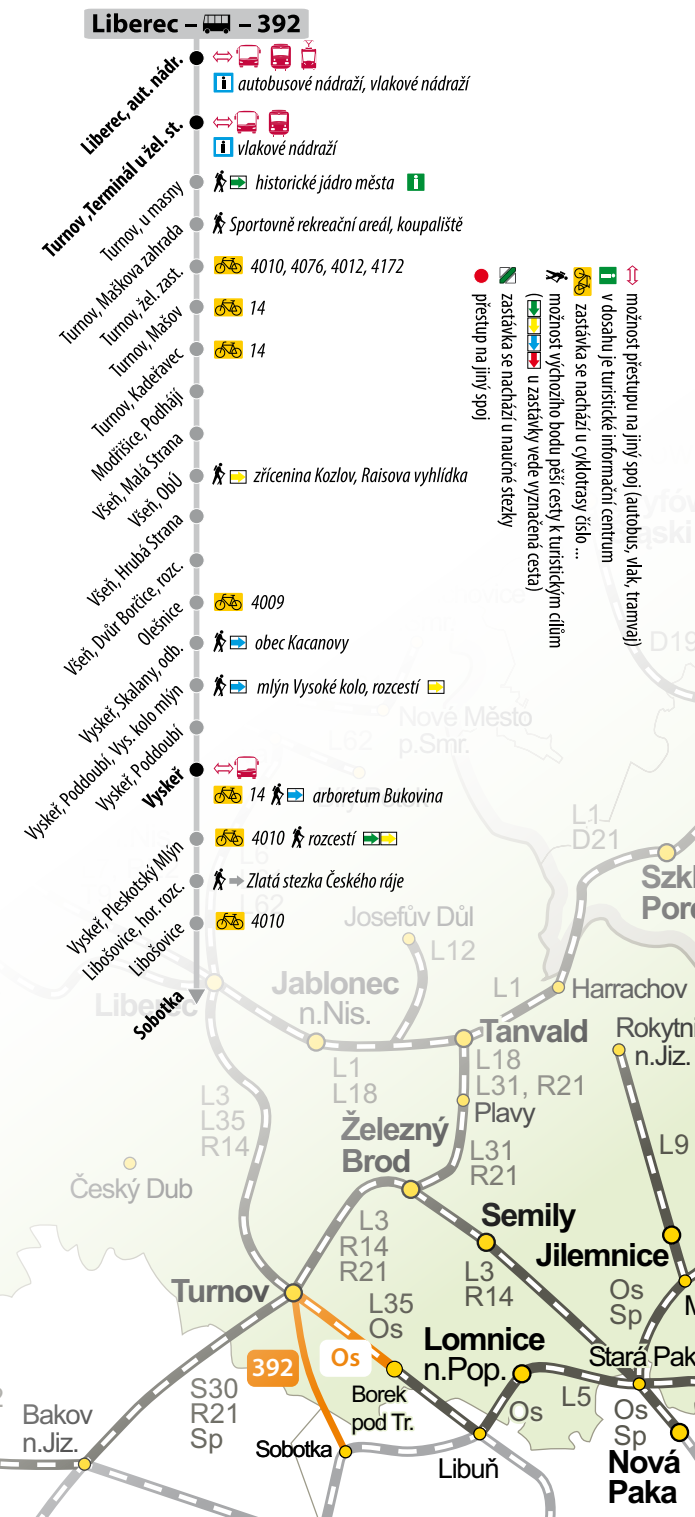 Liberec – – 392
Liberec, aut. nádr.
i autobusové nádraží, vlakové nádraží
Turnov ,Terminál u žel. st.
i vlakové nádraží
Turnov, u masny
historické jádro města i
Turnov, Maškova zahrada
Sportovně rekreační areál, koupaliště
Turnov, žel. zast.
4010, 4076, 4012, 4172
Turnov, Mašov
14
Turnov, Kadeřavec
14
Modřišice, Podhájí
Všeň, Malá Strana
Všeň, ObÚ
zřícenina Kozlov, Raisova vyhlídka
Všeň, Hrubá Strana
Všeň, Dvůr Borčice, rozc.
Olešnice
4009
Vyskeř, Skalany, odb.
obec Kacanovy
Vyskeř, Poddoubí, Vys. kolo mlýn
mlýn Vysoké kolo, rozcestí
Vyskeř, Poddoubí
Vyskeř
14 arboretum Bukovina
Vyskeř, Pleskotský Mlýn
4010 rozcestí
Libošovice, hor. rozc.
Zlatá stezka Českého ráje
Libošovice
4010
Sobotka
možnost přestupu na jiný spoj (autobus, vlak, tramvaj)
i v dosahu je turistické informační centrum
zastávka se nachází u cyklotrasy číslo ...
možnost výchozího bodu pěší cesty k turistickým cílům
( u zastávky vede vyznačená cesta)
zastávka se nachází u naučné stezky
přestup na jiný spoj
D19
Nové Město
p.Smr.
L62
L6
L62
L1
D21
Szkl
Pore
Josefův Důl
L12
Liberec
Jablonec
n.Nis.
L1
Harrachov
Tanvald
Rokytni
n.Jiz.
L1
L18
L18
L31, R21
Plavy
L3
L35
R14
Železný
Brod
L31
R21
L9
Český Dub
L3
R14
R21
Semily
Jilemnice
L3
R14
Os
Sp
M
Turnov
L35
Os
392
Os
Lomnice
n.Pop.
Stará Pak
S30
R21
Sp
Borek
pod Tr.
Os
L5
Os
Sp
Bakov
n.Jiz.
Sobotka
Libuň
Nová
Paka